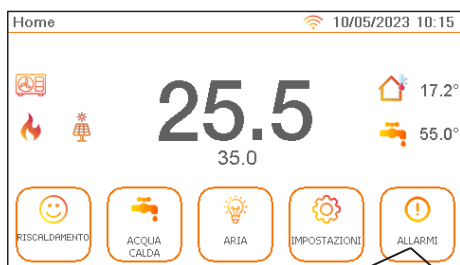 Home 10/05/2023 10:15
25.5
35.0
17.2°
55.0°
RISCALDAMENTO
ACQUA
CALDA
ARIA
IMPOSTAZIONI
ALLARMI